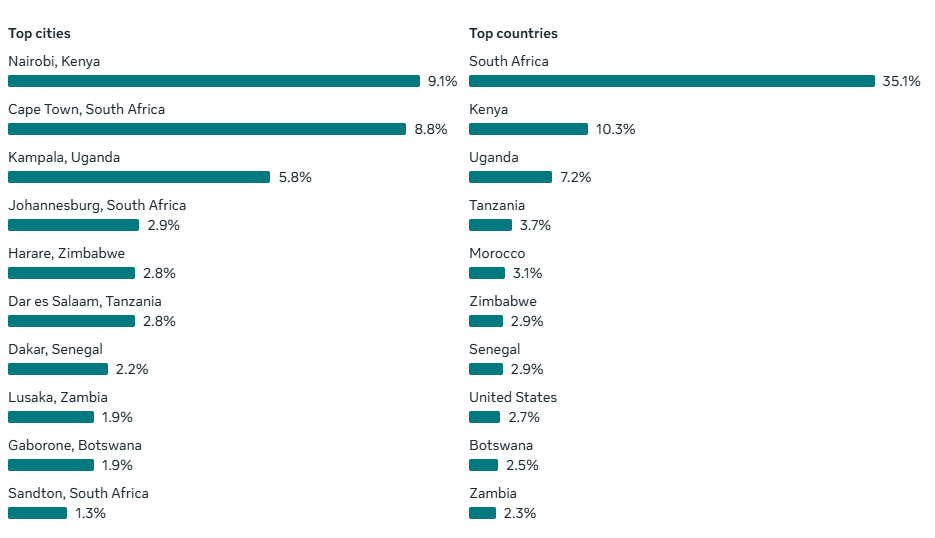 Top cities
Nairobi, Kenya
9.1%
Cape Town, South Africa
8.8%
Kampala, Uganda
5.8%
Johannesburg, South Africa
2.9%
Harare, Zimbabwe
2.8%
Dar es Salaam, Tanzania
2.8%
Dakar, Senegal
2.2%
Lusaka, Zambia
1.9%
Gaborone, Botswana
1.9%
Sandton, South Africa
1.3%
Top countries
South Africa
35.1%
Kenya
10.3%
Uganda
7.2%
Tanzania
3.7%
Morocco
3.1%
Zimbabwe
2.9%
Senegal
2.9%
United States
2.7%
Botswana
2.5%
Zambia
2.3%